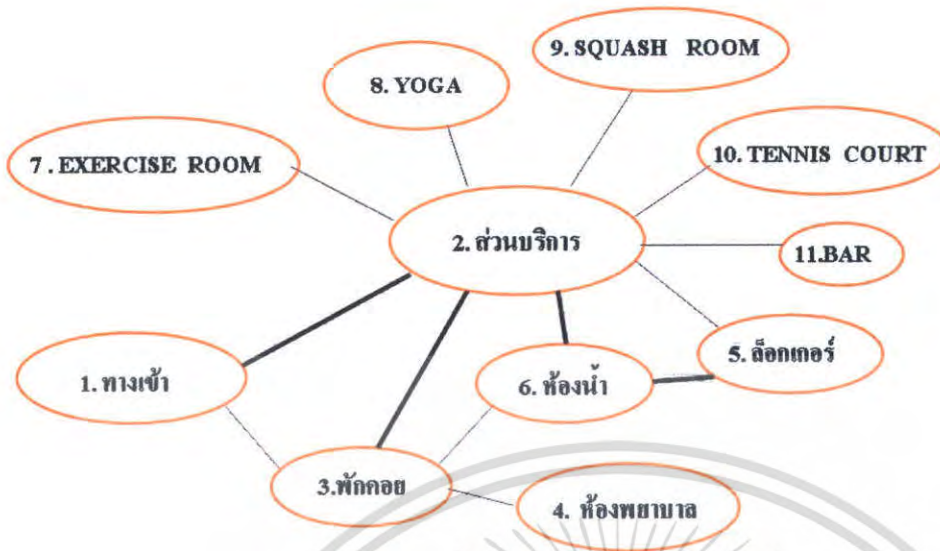 9. SQUASH ROOM
8. YOGA
10. TENNIS COURT
7 . EXERCISE ROOM
2. ส่วนบริการ
11.BAR
5. ล็อกเกอร์
1. ทางเข้า
6. ห้องน้ำ
3.พักคอย
4. ห้องพยาบาล